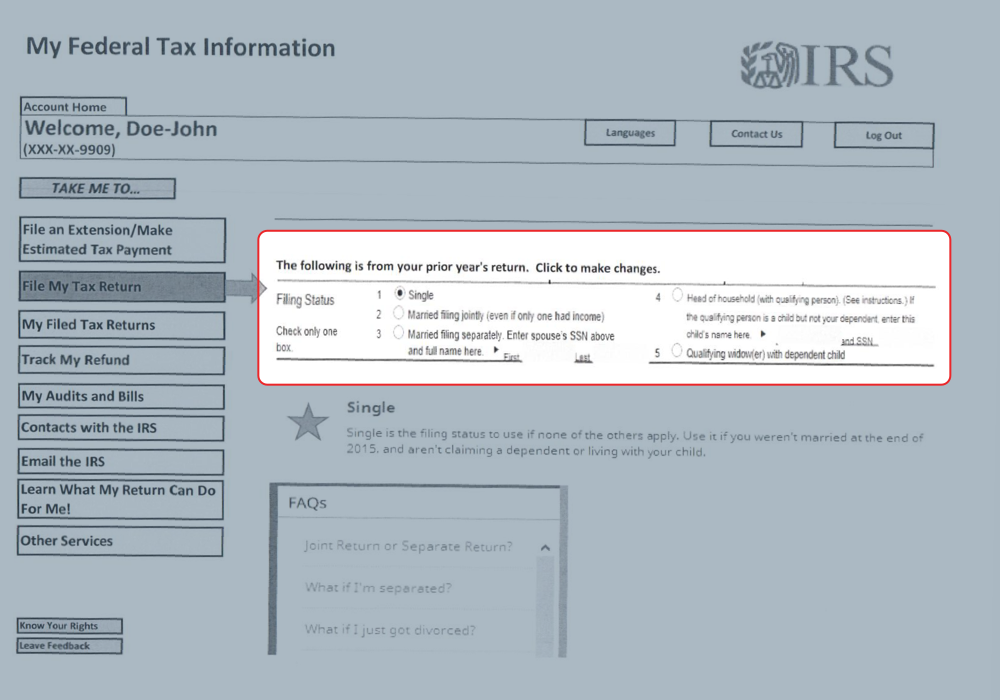 My Federal Tax Information
IRS
Account Home
Welcome, Doe-John
(XXX-XX-9909)
Languages
Contact Us
Log Out
TAKE ME TO...
File an Extension/Make
Estimated Tax Payment
File My Tax Return
My Filed Tax Returns
Track My Refund
My Audits and Bills
Contacts with the IRS
Email the IRS
Learn What My Return Can Do
For Me!
Other Services
Know Your Rights
Leave Feedback
The following is from your prior year's return. Click to make changes.
Filing Status
Check only one
box.
1 Single
2 Married filing jointly (even if only one had income)
3 Married filing separately. Enter spouse's SSN above
and full name here. First Last
4 Head of household (with qualifying person). (See instructions.) If
the qualifying person is a child but not your dependent, enter this
child's name here. and SSN
5 Qualifying widow(er) with dependent child
Single
Single is the filing status to use if none of the others apply. Use it if you weren't married at the end of
2015, and aren't claiming a dependent or living with your child.
FAQs
Joint Return or Separate Return?
What if I'm separated?
What if I just got divorced?